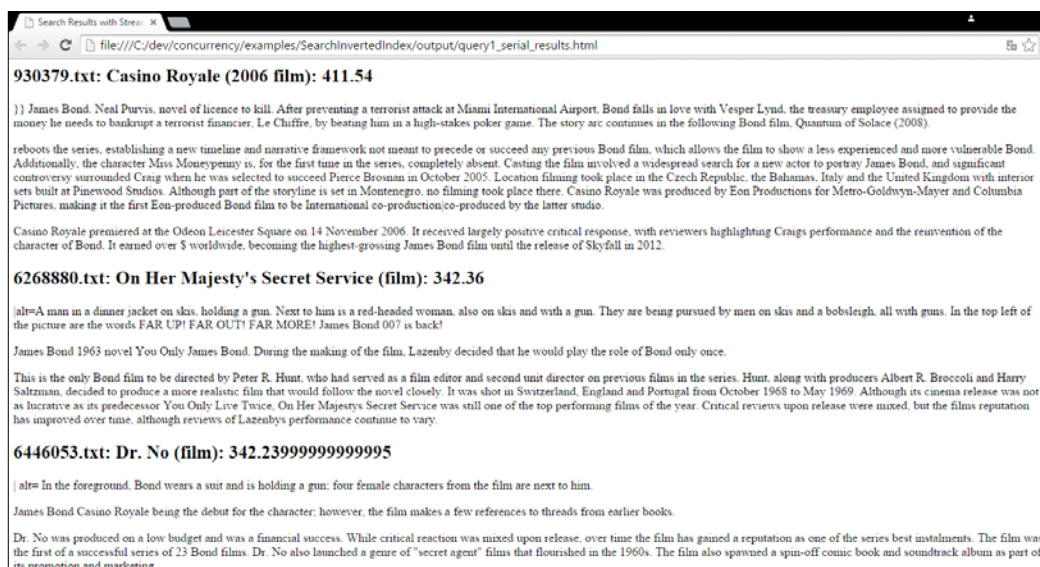 Search Results with Strea
file:///C:/dev/concurrency/examples/SearchInvertedIndex/output/query1_serial_results.html
930379.txt: Casino Royale (2006 film): 411.54
}} James Bond. Neal Purvis, novel of licence to kill. After preventing a terrorist attack at Miami International Airport, Bond falls in love with Vesper Lynd, the treasury employee assigned to provide the
money he needs to bankrupt a terrorist financier, Le Chiffre, by beating him in a high-stakes poker game. The story arc continues in the following Bond film, Quantum of Solace (2008).
reboots the series, establishing a new timeline and narrative framework not meant to precede or succeed any previous Bond film, which allows the film to show a less experienced and more vulnerable Bond.
Additionally, the character Miss Moneypenny is, for the first time in the series, completely absent. Casting the film involved a widespread search for a new actor to portray James Bond, and significant
controversy surrounded Craig when he was selected to succeed Pierce Brosnan in October 2005. Location filming took place in the Czech Republic, the Bahamas, Italy and the United Kingdom with interior
sets built at Pinewood Studios. Although part of the storyline is set in Montenegro, no filming took place there. Casino Royale was produced by Eon Productions for Metro-Goldwyn-Mayer and Columbia
Pictures, making it the first Eon-produced Bond film to be International co-production|co-produced by the latter studio.
Casino Royale premiered at the Odeon Leicester Square on 14 November 2006. It received largely positive critical response, with reviewers highlighting Craigs performance and the reinvention of the
character of Bond. It earned over $ worldwide, becoming the highest-grossing James Bond film until the release of Skyfall in 2012.
6268880.txt: On Her Majesty's Secret Service (film): 342.36
|alt=A man in a dinner jacket on skis, holding a gun. Next to him is a red-headed woman, also on skis and with a gun. They are being pursued by men on skis and a bobsleigh, all with guns. In the top left of
the picture are the words FAR UP! FAR OUT! FAR MORE! James Bond 007 is back!
James Bond 1963 novel You Only James Bond. During the making of the film, Lazenby decided that he would play the role of Bond only once.
This is the only Bond film to be directed by Peter R. Hunt, who had served as a film editor and second unit director on previous films in the series. Hunt, along with producers Albert R. Broccoli and Harry
Saltzman, decided to produce a more realistic film that would follow the novel closely. It was shot in Switzerland, England and Portugal from October 1968 to May 1969. Although its cinema release was not
as lucrative as its predecessor You Only Live Twice, On Her Majestys Secret Service was still one of the top performing films of the year. Critical reviews upon release were mixed, but the films reputation
has improved over time, although reviews of Lazenbys performance continue to vary.
6446053.txt: Dr. No (film): 342.23999999999995
| alt= In the foreground, Bond wears a suit and is holding a gun; four female characters from the film are next to him.
James Bond Casino Royale being the debut for the character; however, the film makes a few references to threads from earlier books.
Dr. No was produced on a low budget and was a financial success. While critical reaction was mixed upon release, over time the film has gained a reputation as one of the series best instalments. The film was
the first of a successful series of 23 Bond films. Dr. No also launched a genre of "secret agent" films that flourished in the 1960s. The film also spawned a spin-off comic book and soundtrack album as part of
its promotion and marketing.